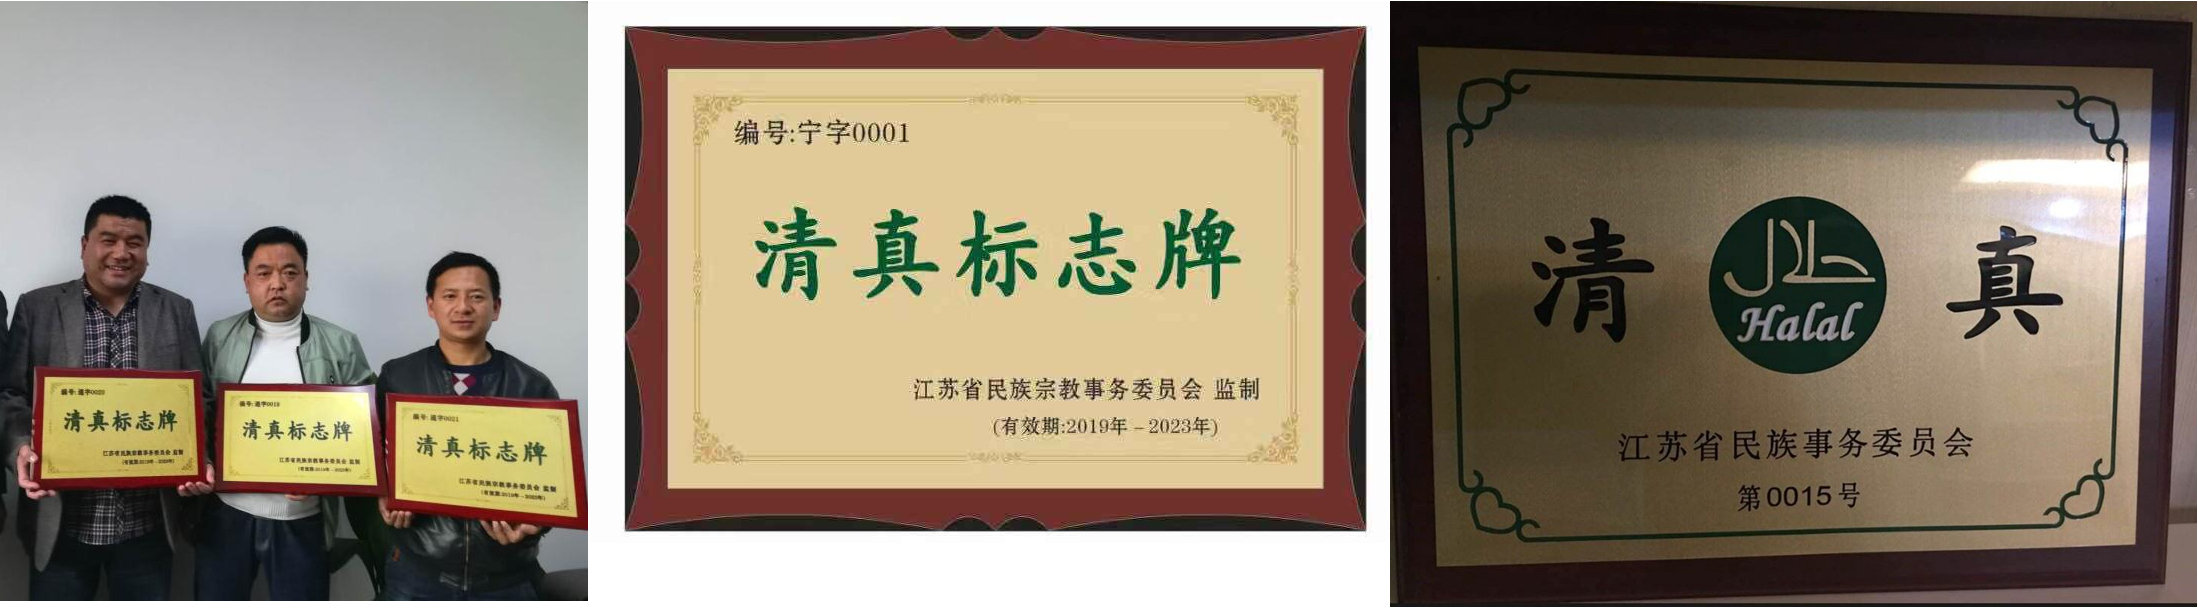 编号:通字0020
清真标志牌
江苏省民族宗教事务委员会 监制
(有效期:2019年－2023年)
编号:通字0019
清真标志牌
江苏省民族宗教事务委员会 监制
(有效期:2019年－2023年)
编号:通字0021
清真标志牌
江苏省民族宗教事务委员会 监制
(有效期:2019年－2023年)
编号:宁字0001
清真标志牌
江苏省民族宗教事务委员会 监制
(有效期:2019年－2023年)
清 حلال 真
Halal
江苏省民族事务委员会
第0015号